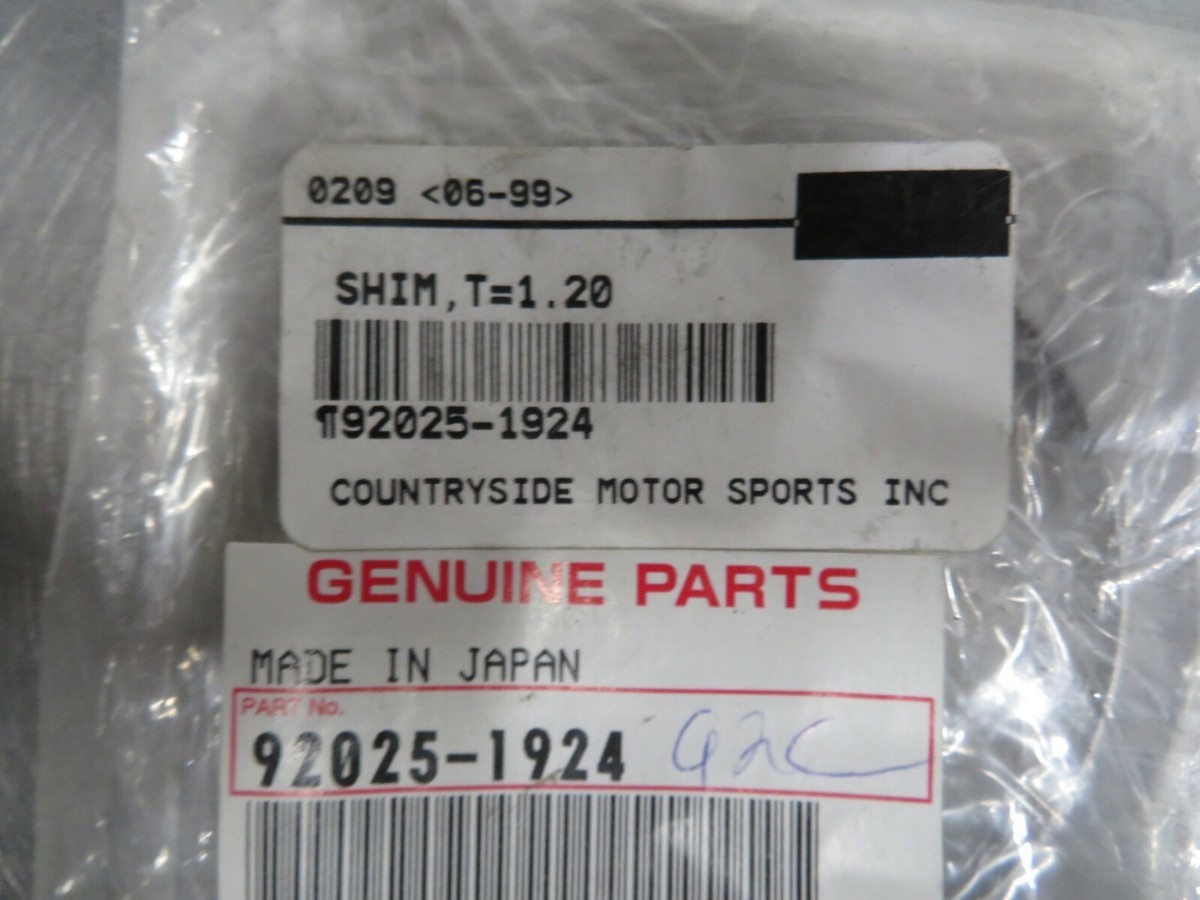 0209 <06-99>
SHIM,T=1.20
¶92025-1924
COUNTRYSIDE MOTOR SPORTS INC
GENUINE PARTS
MADE IN JAPAN
PART No.
92025-1924